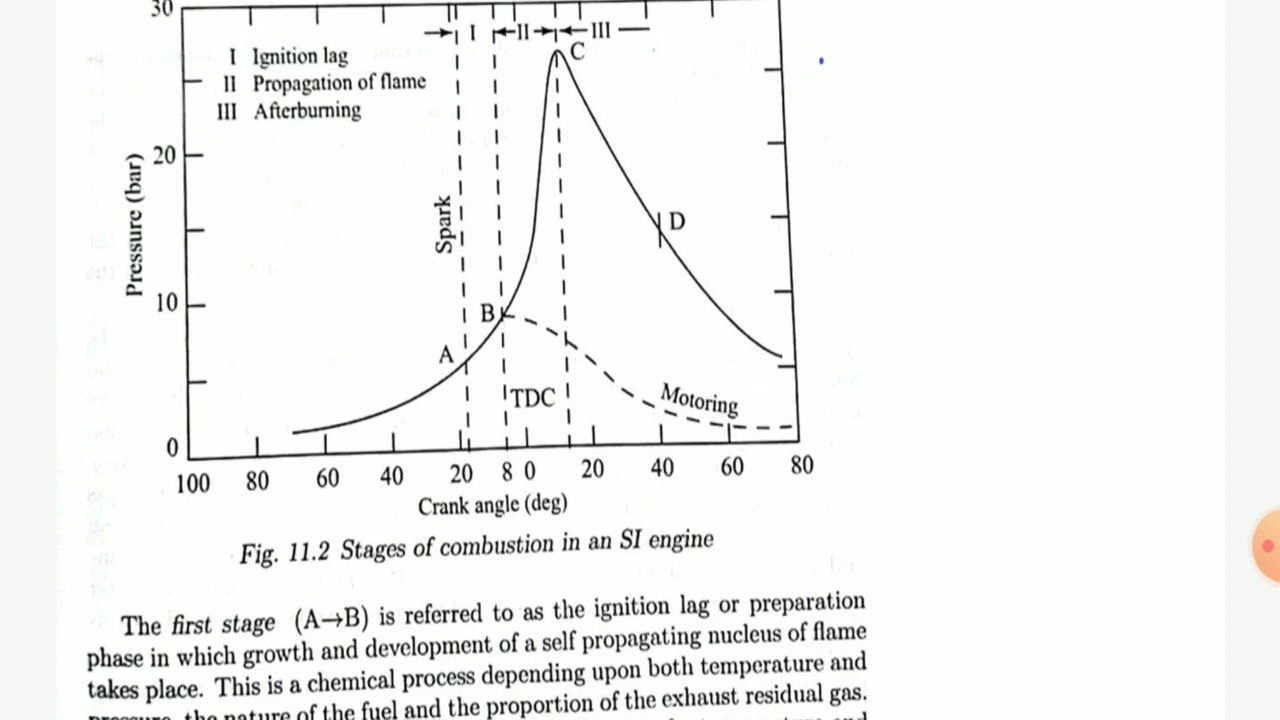 30
I II III
C
I Ignition lag
II Propagation of flame
III Afterburning
20
Pressure (bar)
Spark
D
10
B
A
TDC
Motoring
0
100 80 60 40 20 8 0 20 40 60 80
Crank angle (deg)
Fig. 11.2 Stages of combustion in an SI engine
The first stage (A→B) is referred to as the ignition lag or preparation
phase in which growth and development of a self propagating nucleus of flame
takes place. This is a chemical process depending upon both temperature and
pressure, the nature of the fuel and the proportion of the exhaust residual gas.